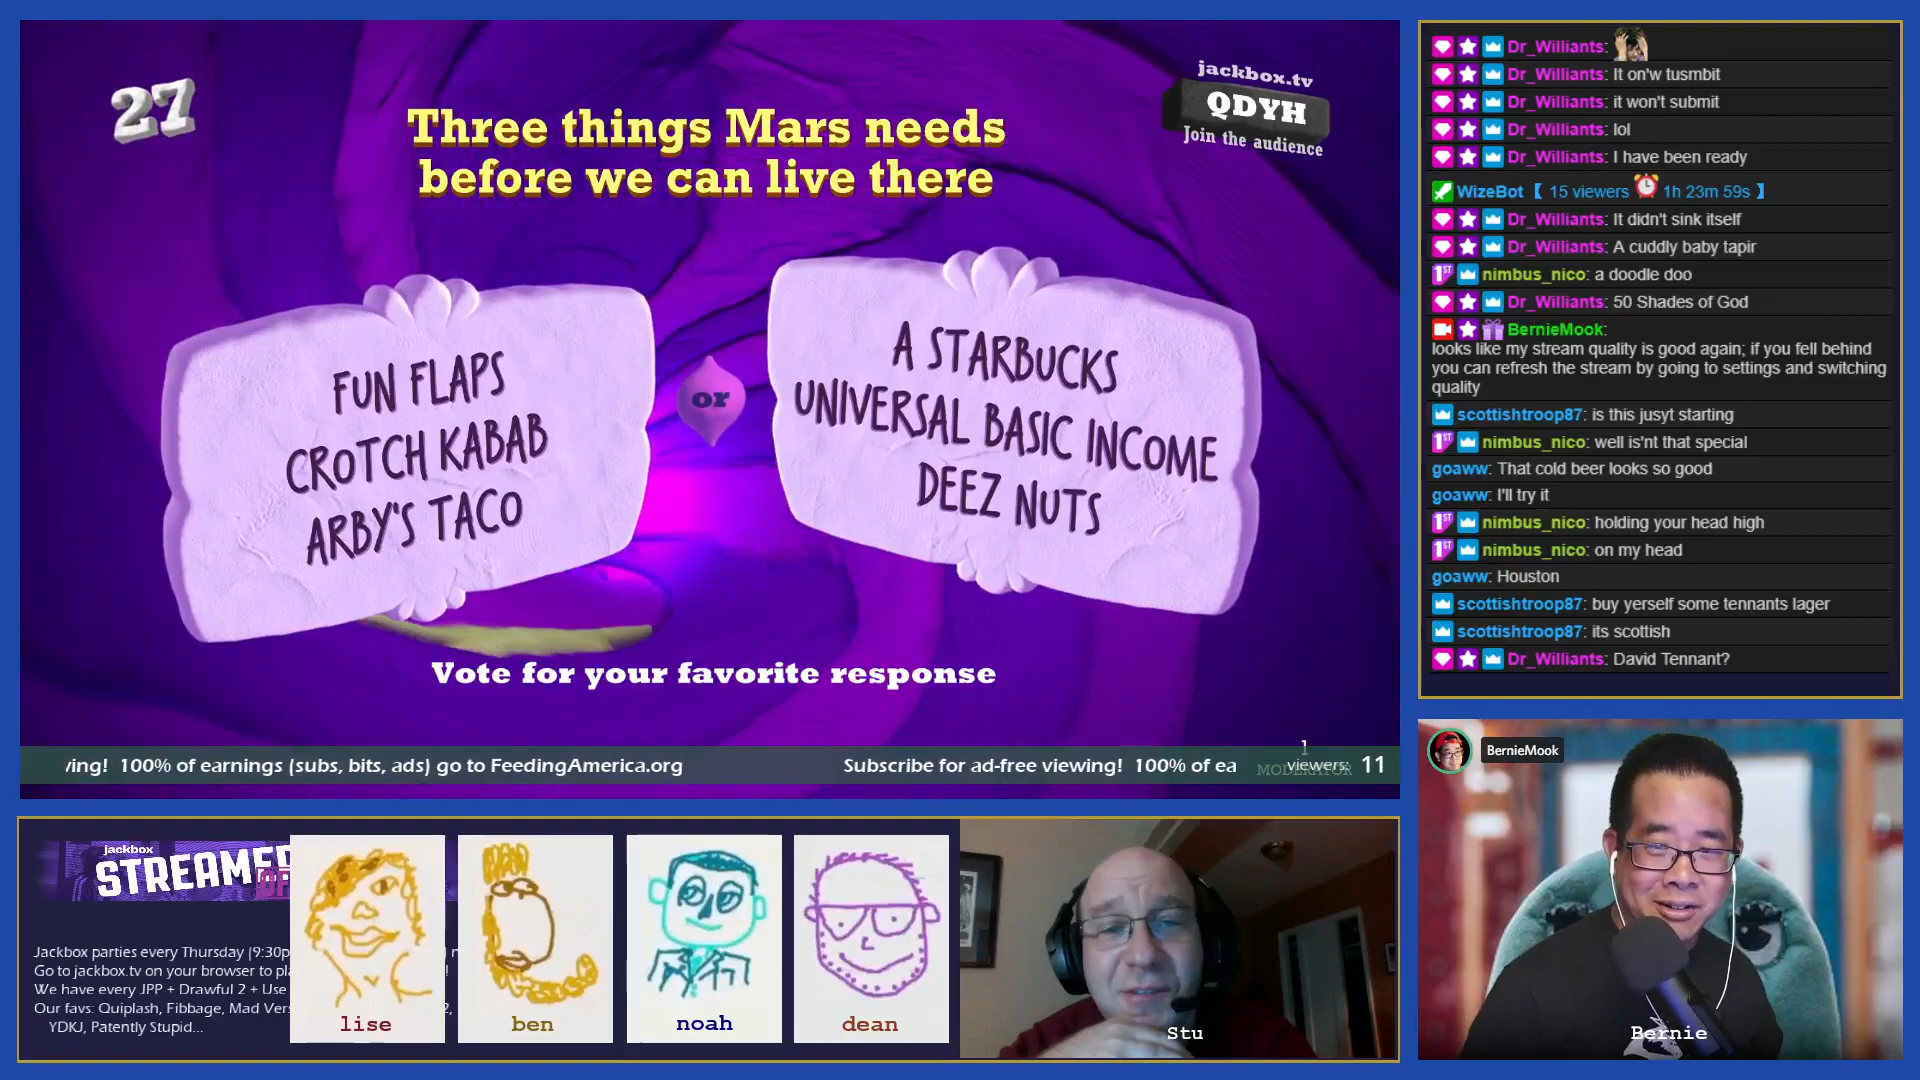 27
jackbox.tv
QDYH
Join the audience
Three things Mars needs
before we can live there
FUN FLAPS
CROTCH KABAB
ARBY'S TACO
or
A STARBUCKS
UNIVERSAL BASIC INCOME
DEEZ NUTS
Vote for your favorite response
ving! 100% of earnings (subs, bits, ads) go to FeedingAmerica.org
Subscribe for ad-free viewing! 100% of ea
1
MODERATOR
viewers: 11
Dr_Williants:
Dr_Williants: It on'w tusmbit
Dr_Williants: it won't submit
Dr_Williants: lol
Dr_Williants: I have been ready
WizeBot 【 15 viewers 1h 23m 59s 】
Dr_Williants: It didn't sink itself
Dr_Williants: A cuddly baby tapir
1ST nimbus_nico: a doodle doo
Dr_Williants: 50 Shades of God
BernieMook:
looks like my stream quality is good again; if you fell behind
you can refresh the stream by going to settings and switching
quality
scottishtroop87: is this jusyt starting
1ST nimbus_nico: well is'nt that special
goaww: That cold beer looks so good
goaww: I'll try it
1ST nimbus_nico: holding your head high
1ST nimbus_nico: on my head
goaww: Houston
scottishtroop87: buy yerself some tennants lager
scottishtroop87: its scottish
Dr_Williants: David Tennant?
jackbox
STREAMER
OF
Jackbox parties every Thursday (9:30p
Go to jackbox.tv on your browser to pla
We have every JPP + Drawful 2 + Use
Our favs: Quiplash, Fibbage, Mad Vers 2,
YDKJ, Patently Stupid...
lise
ben
noah
dean
Stu
BernieMook
Bernie